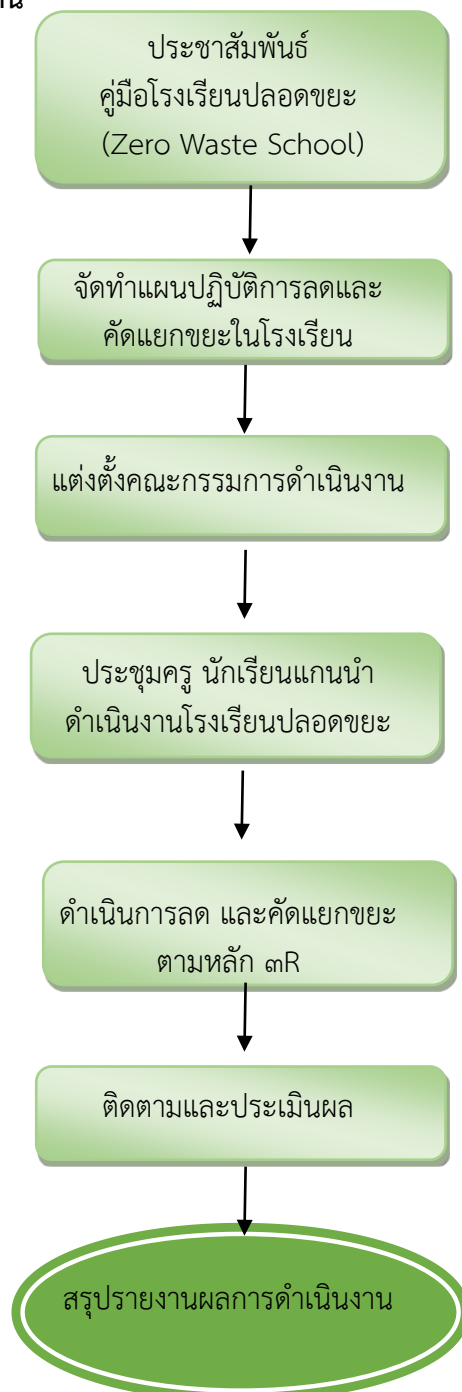 ประชาสัมพันธ์
คู่มือโรงเรียนปลอดขยะ
(Zero Waste School)
จัดทำแผนปฏิบัติการลดและ
คัดแยกขยะในโรงเรียน
แต่งตั้งคณะกรรมการดำเนินงาน
ประชุมครู นักเรียนแกนนำ
ดำเนินงานโรงเรียนปลอดขยะ
ดำเนินการลด และคัดแยกขยะ
ตามหลัก ๓R
ติดตามและประเมินผล
สรุปรายงานผลการดำเนินงาน